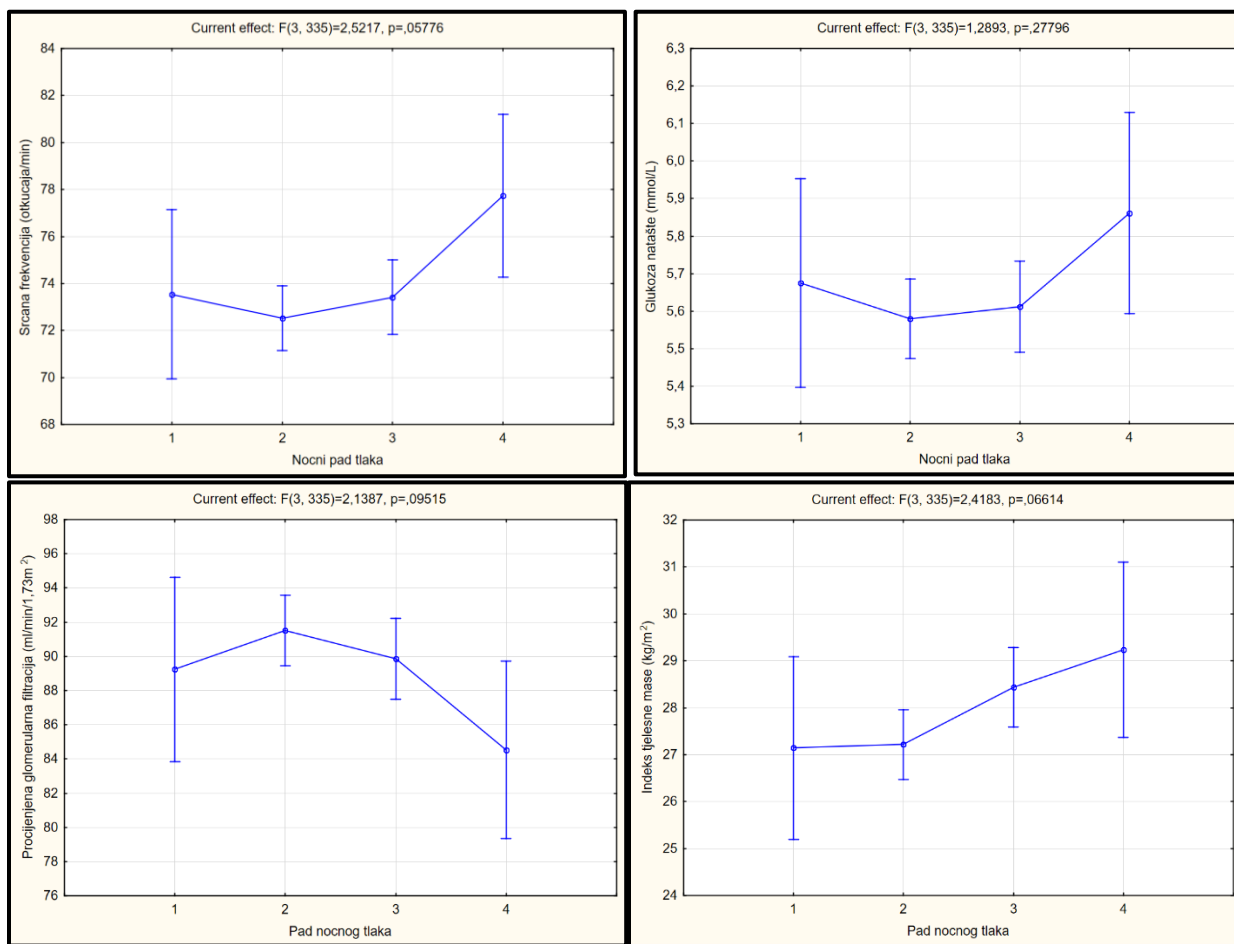 Current effect: F(3, 335)=2,5217, p=,05776
84
82
80
78
76
74
72
70
68
Srcana frekvencija (otkucaja/min)
1 2 3 4
Nocni pad tlaka
Current effect: F(3, 335)=1,2893, p=,27796
6,3
6,2
6,1
6,0
5,9
5,8
5,7
5,6
5,5
5,4
5,3
Glukoza natašte (mmol/L)
1 2 3 4
Nocni pad tlaka
Current effect: F(3, 335)=2,1387, p=,09515
98
96
94
92
90
88
86
84
82
80
78
76
Procijenjena glomerularna filtracija (ml/min/1,73m²)
1 2 3 4
Pad nocnog tlaka
Current effect: F(3, 335)=2,4183, p=,06614
32
31
30
29
28
27
26
25
24
Indeks tjelesne mase (kg/m²)
1 2 3 4
Pad nocnog tlaka